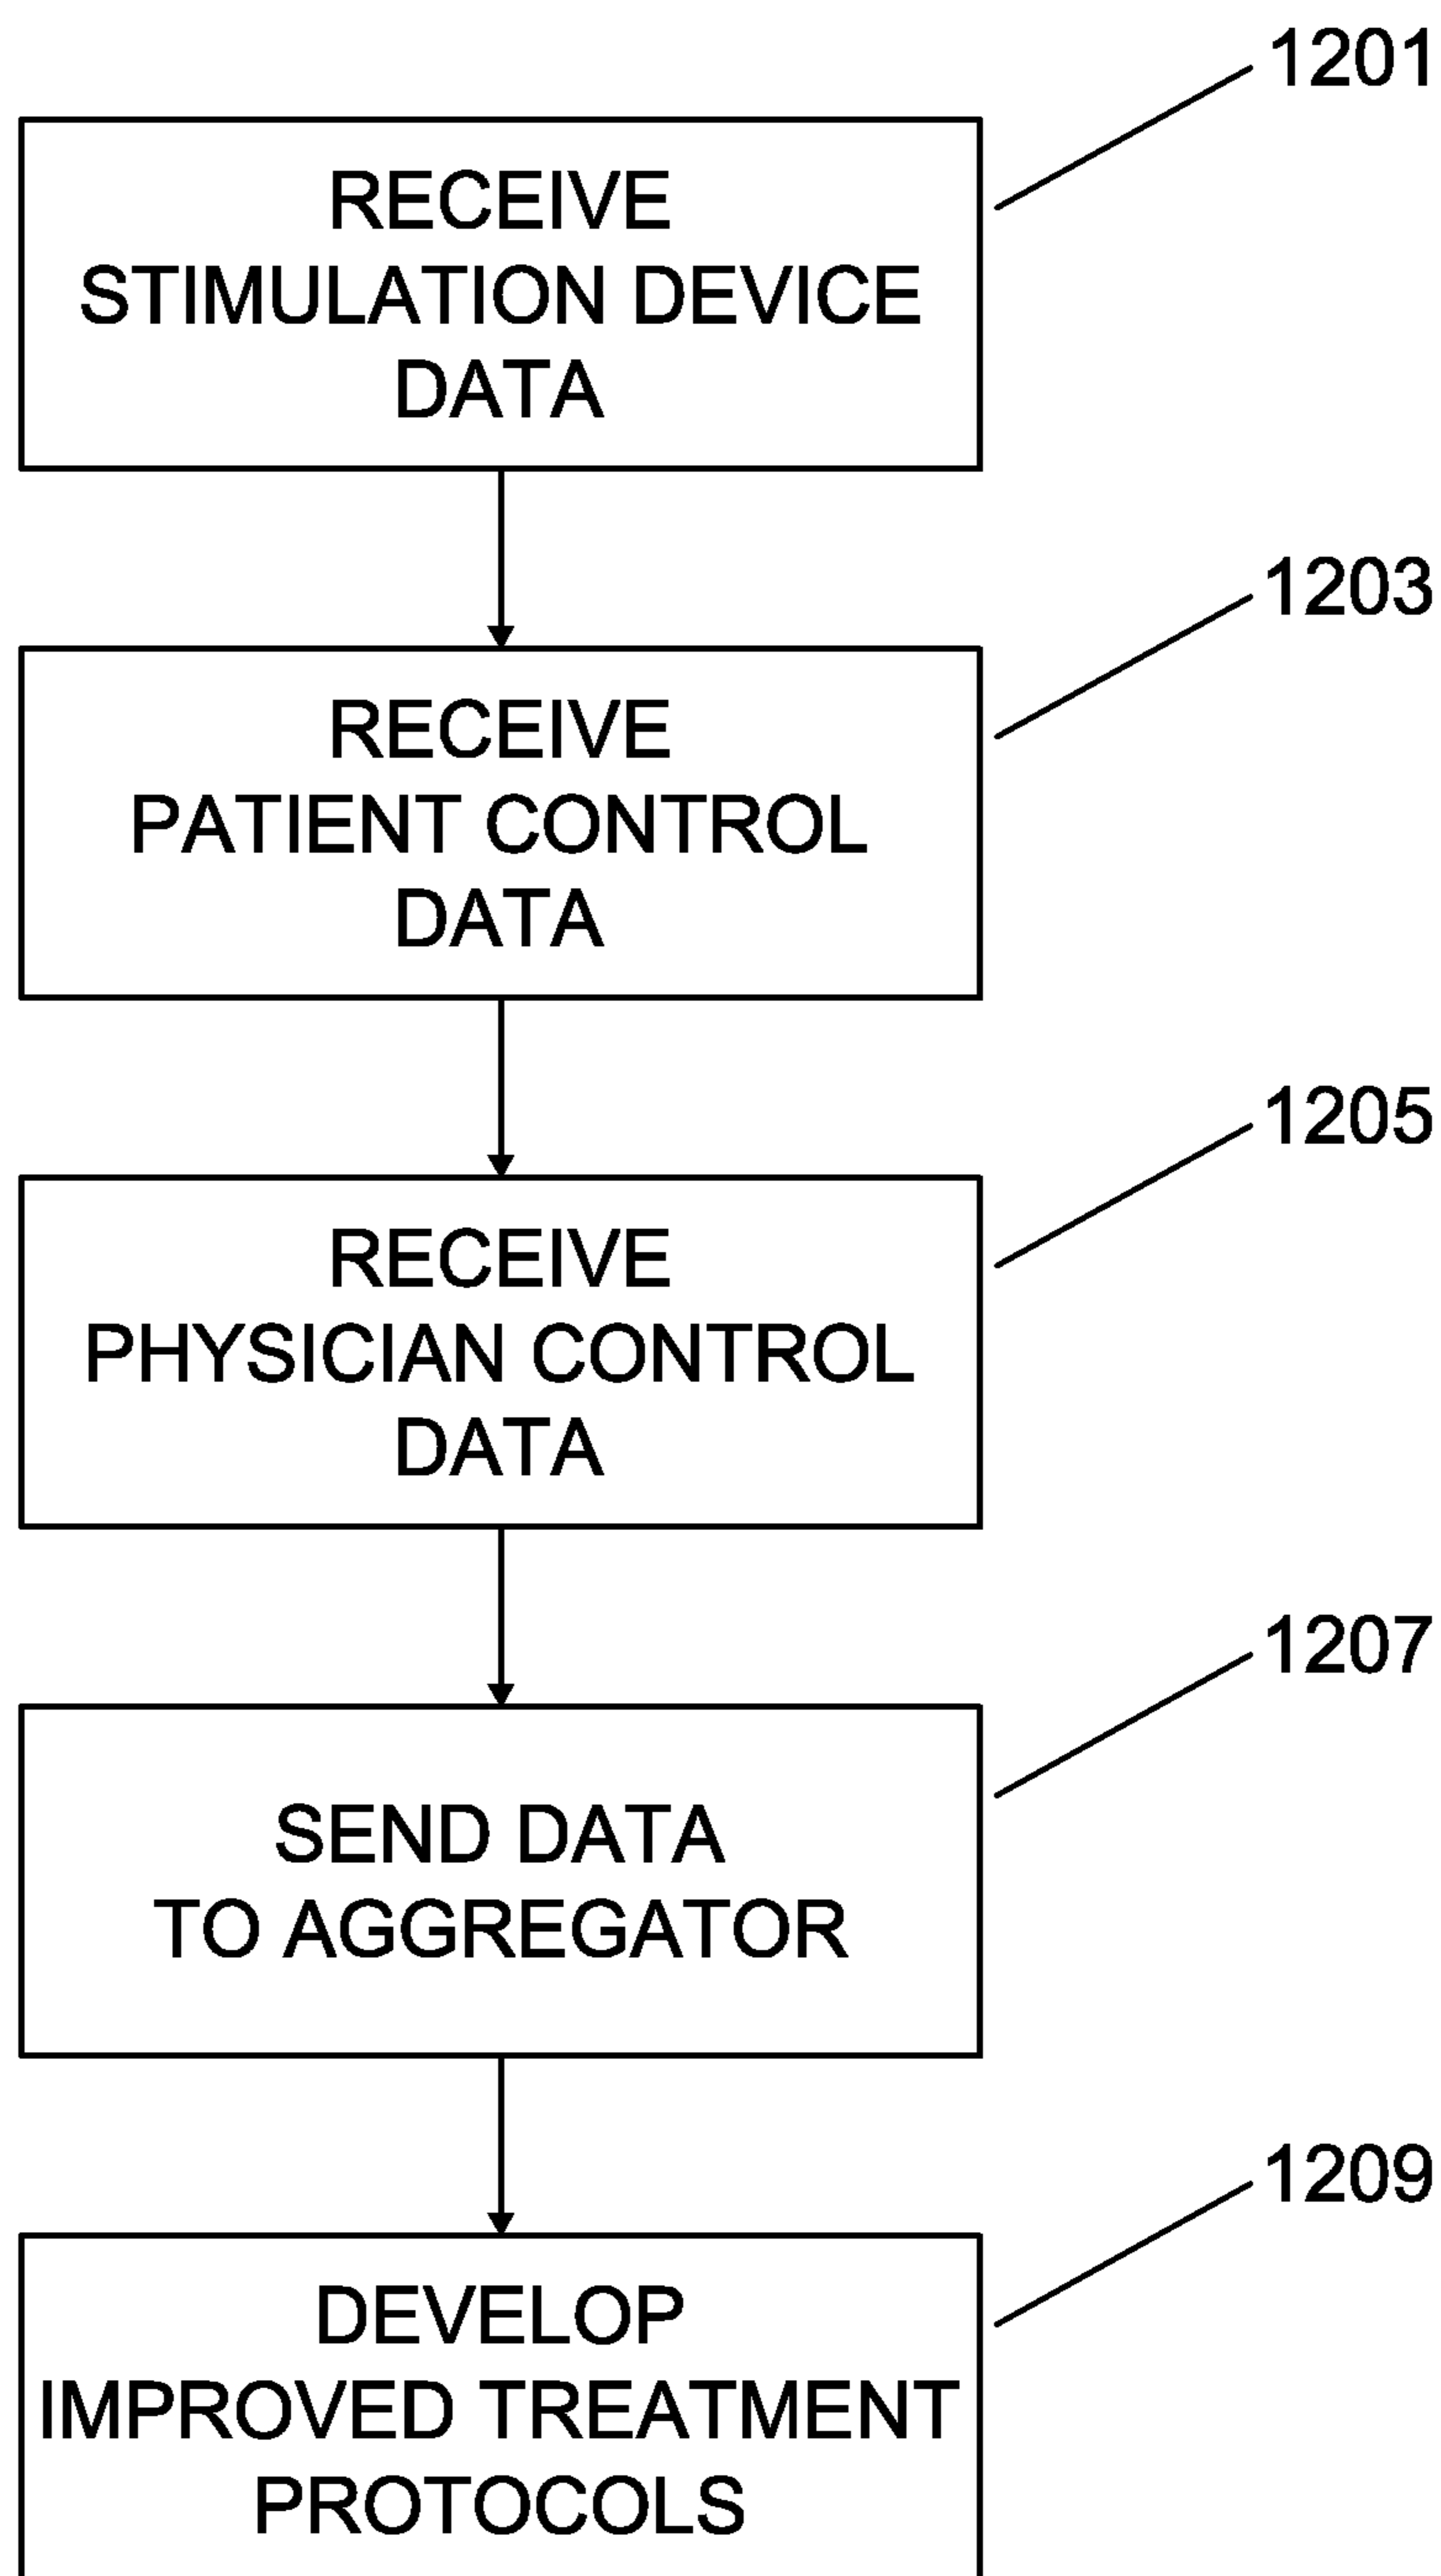 1201
RECEIVE
STIMULATION DEVICE
DATA
1203
RECEIVE
PATIENT CONTROL
DATA
1205
RECEIVE
PHYSICIAN CONTROL
DATA
1207
SEND DATA
TO AGGREGATOR
1209
DEVELOP
IMPROVED TREATMENT
PROTOCOLS